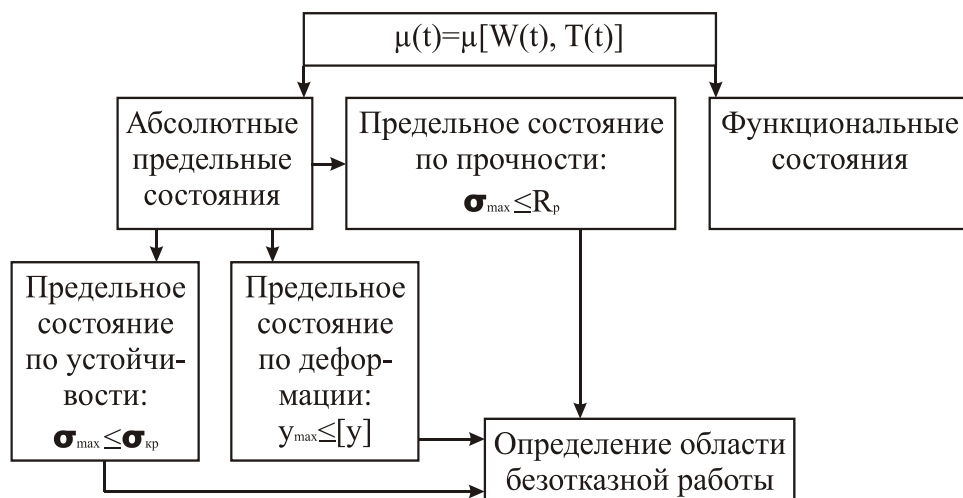 μ(t)=μ[W(t), T(t)]
Абсолютные
предельные
состояния
Предельное состояние
по прочности:
σmax≤Rр
Функциональные
состояния
Предельное
состояние
по устойчи-
вости:
σmax≤σкр
Предельное
состояние
по дефор-
мации:
ymax≤[y]
Определение области
безотказной работы